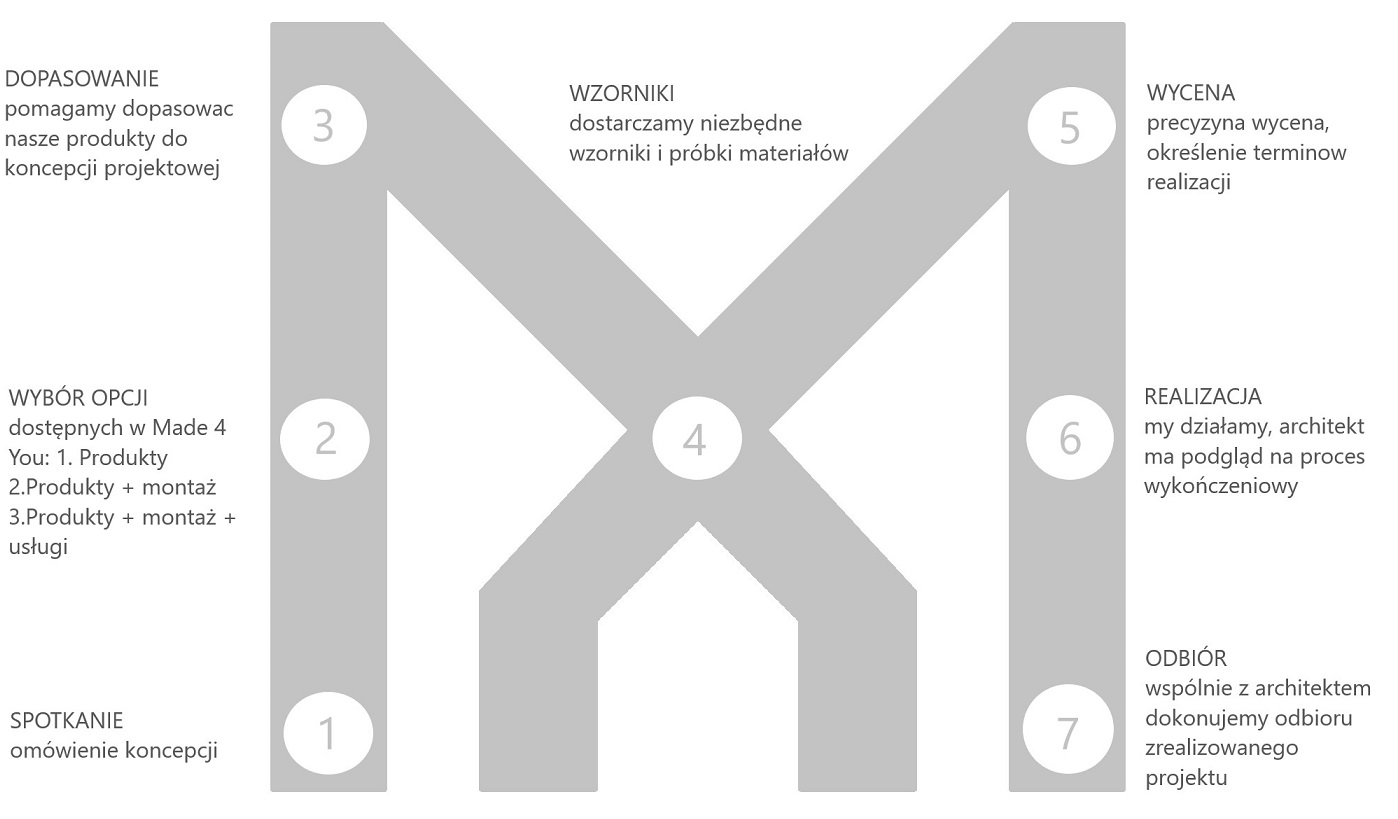 DOPASOWANIE
pomagamy dopasowac
nasze produkty do
koncepcji projektowej
3
WZORNIKI
dostarczamy niezbędne
wzorniki i próbki materiałów
5
WYCENA
precyzyna wycena,
określenie terminow
realizacji
WYBÓR OPCJI
dostępnych w Made 4
You: 1. Produkty
2.Produkty + montaż
3.Produkty + montaż +
usługi
2
4
6
REALIZACJA
my działamy, architekt
ma podgląd na proces
wykończeniowy
SPOTKANIE
omówienie koncepcji
1
7
ODBIÓR
wspólnie z architektem
dokonujemy odbioru
zrealizowanego
projektu